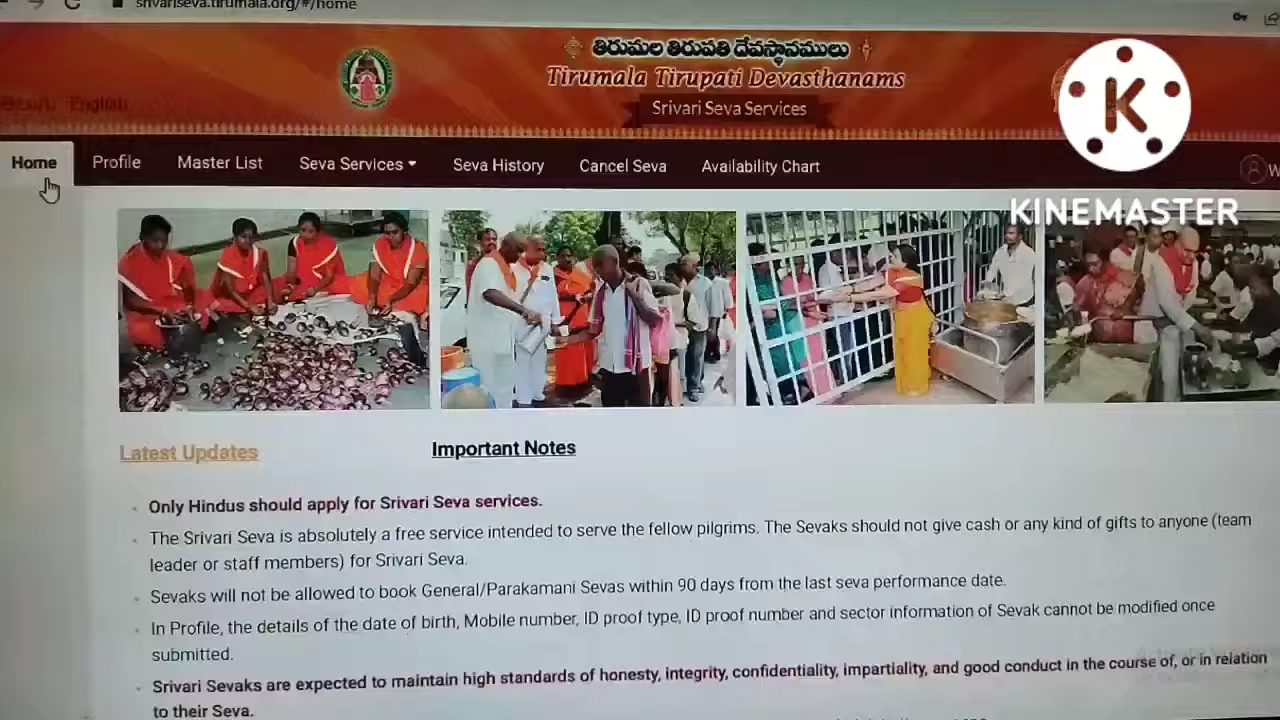 srivariseva.tirumala.org/#/home
తిరుమల తిరుపతి దేవస్థానములు
Tirumala Tirupati Devasthanams
Srivari Seva Services
తెలుగు English
Home Profile Master List Seva Services Seva History Cancel Seva Availability Chart W
K
KINEMASTER
Latest Updates Important Notes
Only Hindus should apply for Srivari Seva services.
The Srivari Seva is absolutely a free service intended to serve the fellow pilgrims. The Sevaks should not give cash or any kind of gifts to anyone (team
leader or staff members) for Srivari Seva.
Sevaks will not be allowed to book General/Parakamani Sevas within 90 days from the last seva performance date.
In Profile, the details of the date of birth, Mobile number, ID proof type, ID proof number and sector information of Sevak cannot be modified once
submitted.
Srivari Sevaks are expected to maintain high standards of honesty, integrity, confidentiality, impartiality, and good conduct in the course of, or in relation
to their Seva.